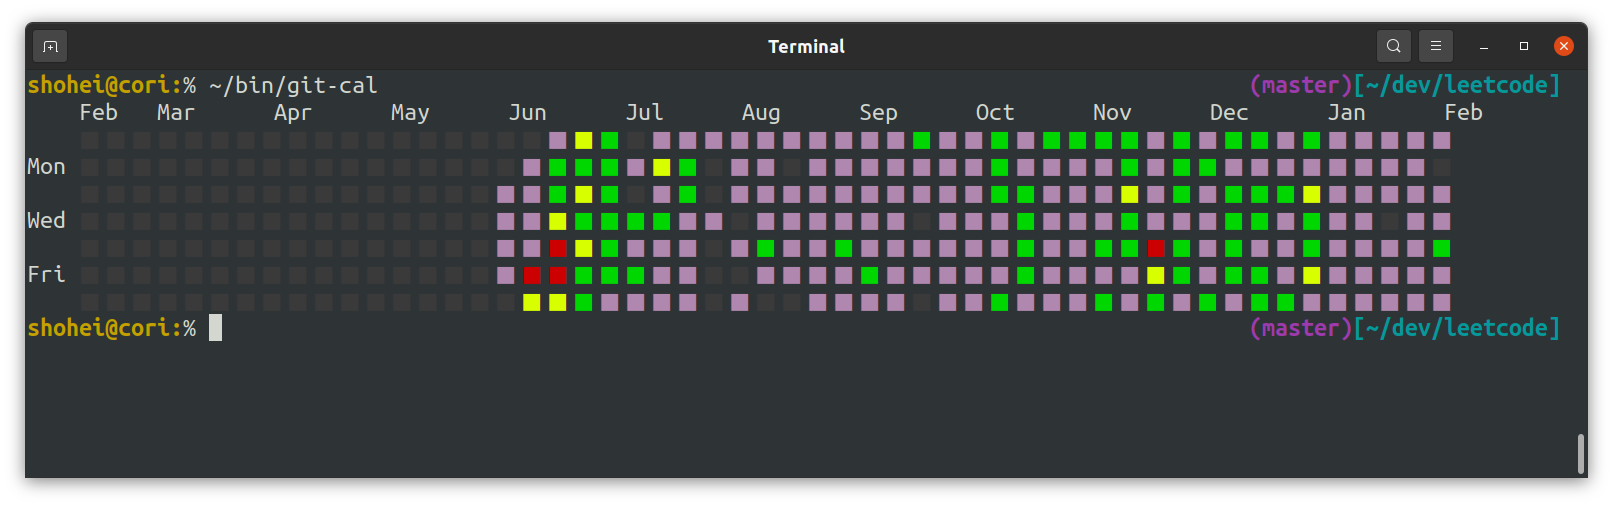 Terminal
shohei@cori:% ~/bin/git-cal (master)[~/dev/leetcode]
Feb Mar Apr May Jun Jul Aug Sep Oct Nov Dec Jan Feb
Mon
Wed
Fri
shohei@cori:% (master)[~/dev/leetcode]